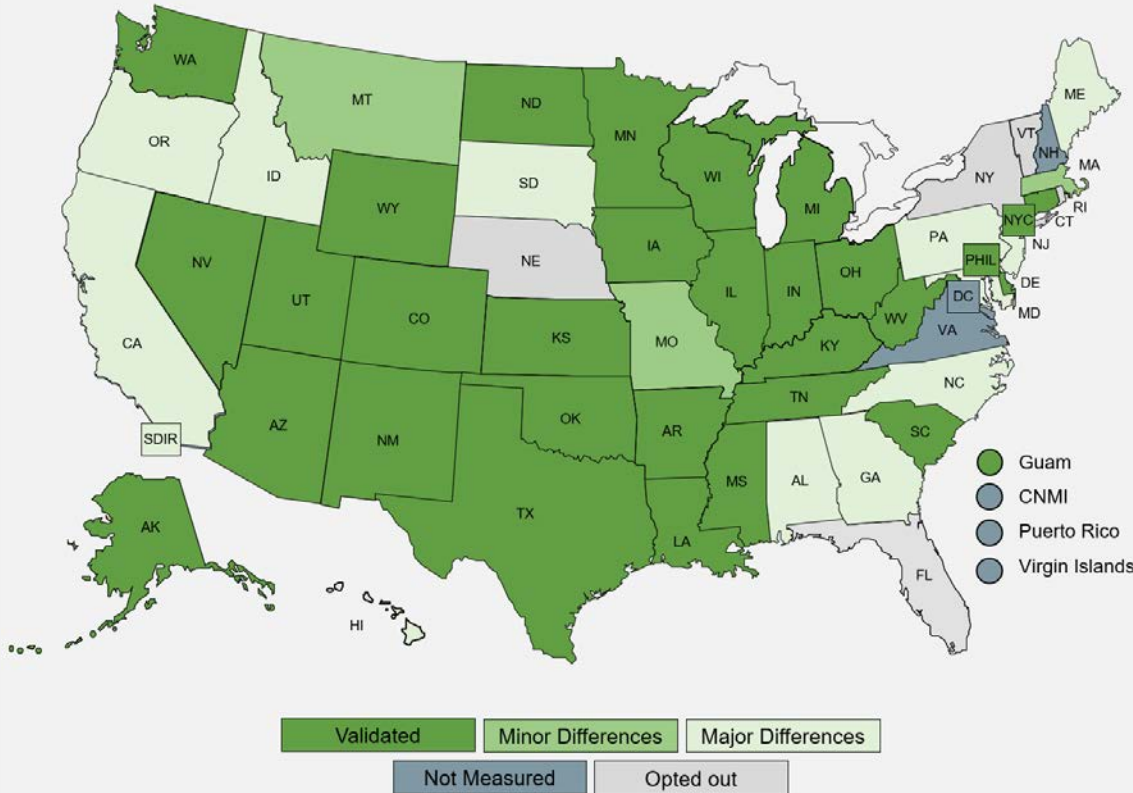 WA
MT
ND
MN
ME
VT
NH
OR
ID
SD
WI
MI
NY
MA
WY
RI
NYC
CT
IA
PA
NJ
NE
NV
PHIL
OH
IL
IN
DE
UT
DC
CO
WV
MD
CA
KS
MO
KY
VA
NC
TN
SDIR
AZ
OK
NM
AR
SC
Guam
MS
AL
GA
CNMI
TX
AK
Puerto Rico
LA
Virgin Islands
FL
HI
Validated
Minor Differences
Major Differences
Not Measured
Opted out